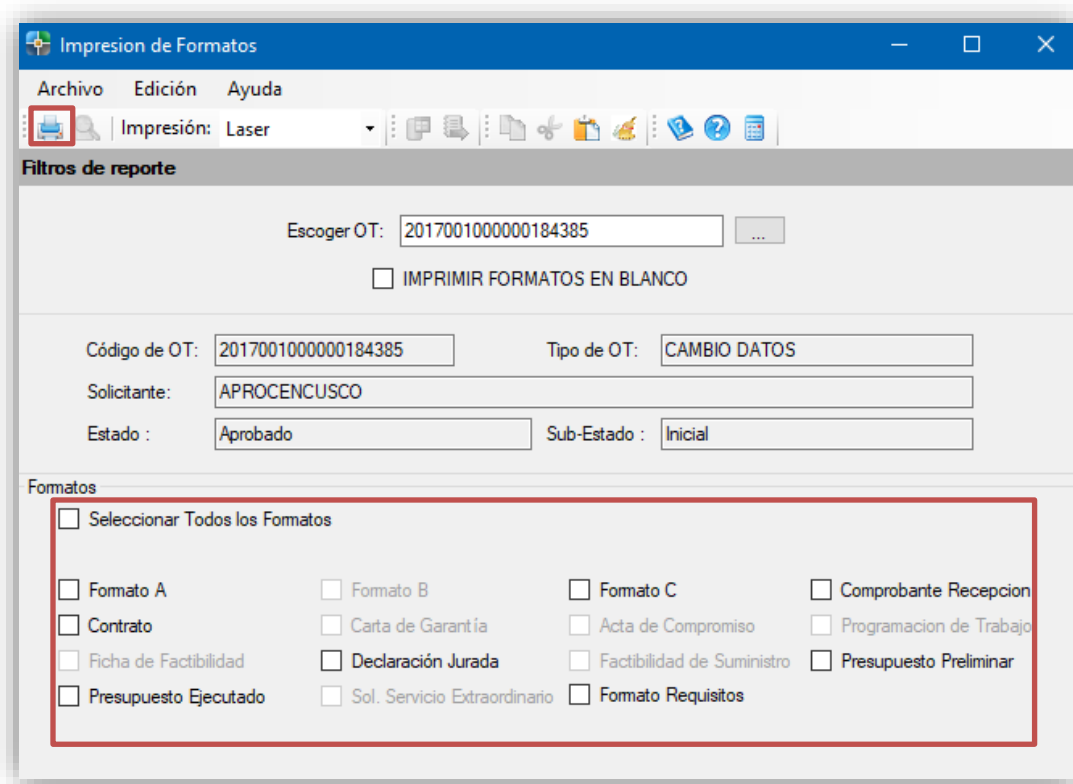 Impresion de Formatos
Archivo Edición Ayuda
Impresión: Laser
Filtros de reporte
Escoger OT: 2017001000000184385 ...
IMPRIMIR FORMATOS EN BLANCO
Código de OT: 2017001000000184385 Tipo de OT: CAMBIO DATOS
Solicitante: APROCENCUSCO
Estado : Aprobado Sub-Estado : Inicial
Formatos
Seleccionar Todos los Formatos
Formato A Formato B Formato C Comprobante Recepcion
Contrato Carta de Garantía Acta de Compromiso Programacion de Trabajo
Ficha de Factibilidad Declaración Jurada Factibilidad de Suministro Presupuesto Preliminar
Presupuesto Ejecutado Sol. Servicio Extraordinario Formato Requisitos